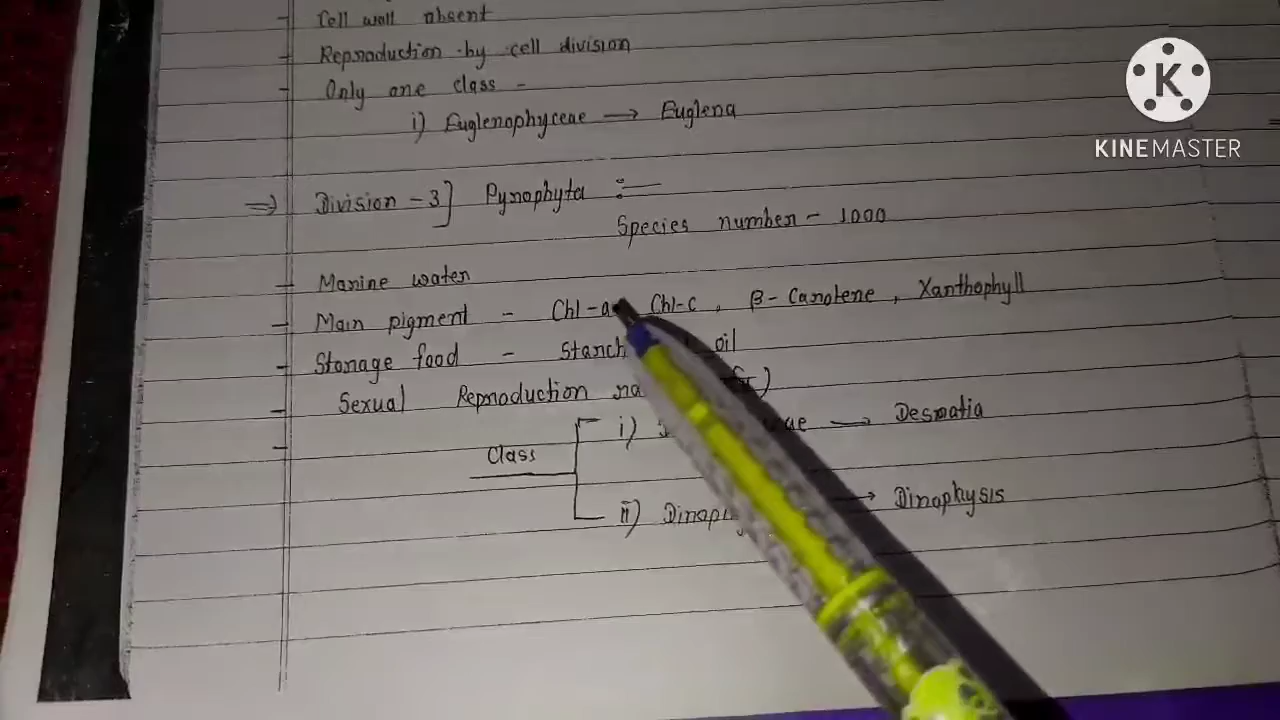 Cell wall absent
Reproduction by cell division
Only one class -
i) Euglenophyceae → Euglena
⇒ Division - 3] Pyrrophyta :-
Species number - 1000
Marine water
Main pigment - Chl-a Chl-c, β-Carotene, Xanthophyll
Storage food - Starch oil
Sexual Reproduction
Class
i) → Desmatia
ii) → Dinophysis
KINEMASTER